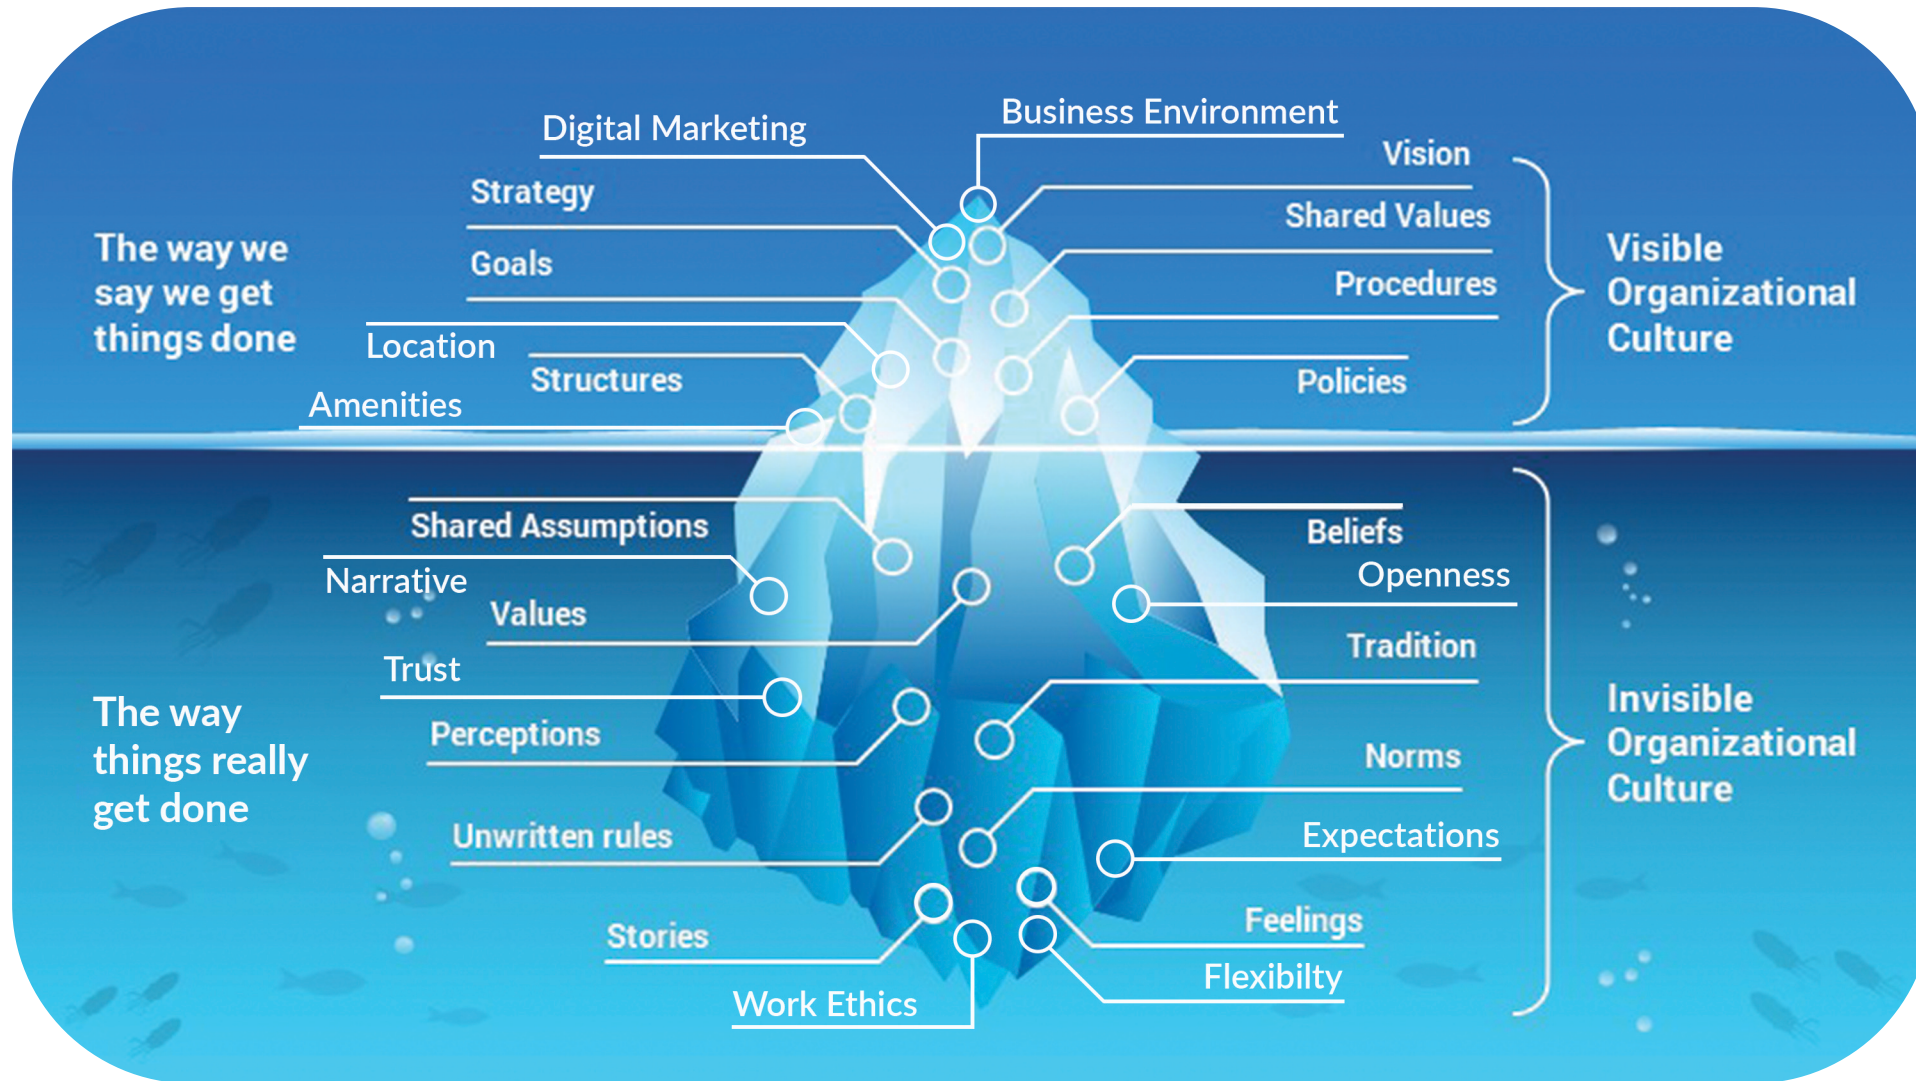 Digital Marketing
Business Environment
Vision
Strategy
Shared Values
The way we
say we get
things done
Goals
Procedures
Visible
Organizational
Culture
Location
Structures
Policies
Amenities
Shared Assumptions
Beliefs
Narrative
Openness
Values
Tradition
Trust
Perceptions
The way
things really
get done
Norms
Invisible
Organizational
Culture
Unwritten rules
Expectations
Stories
Feelings
Flexibilty
Work Ethics